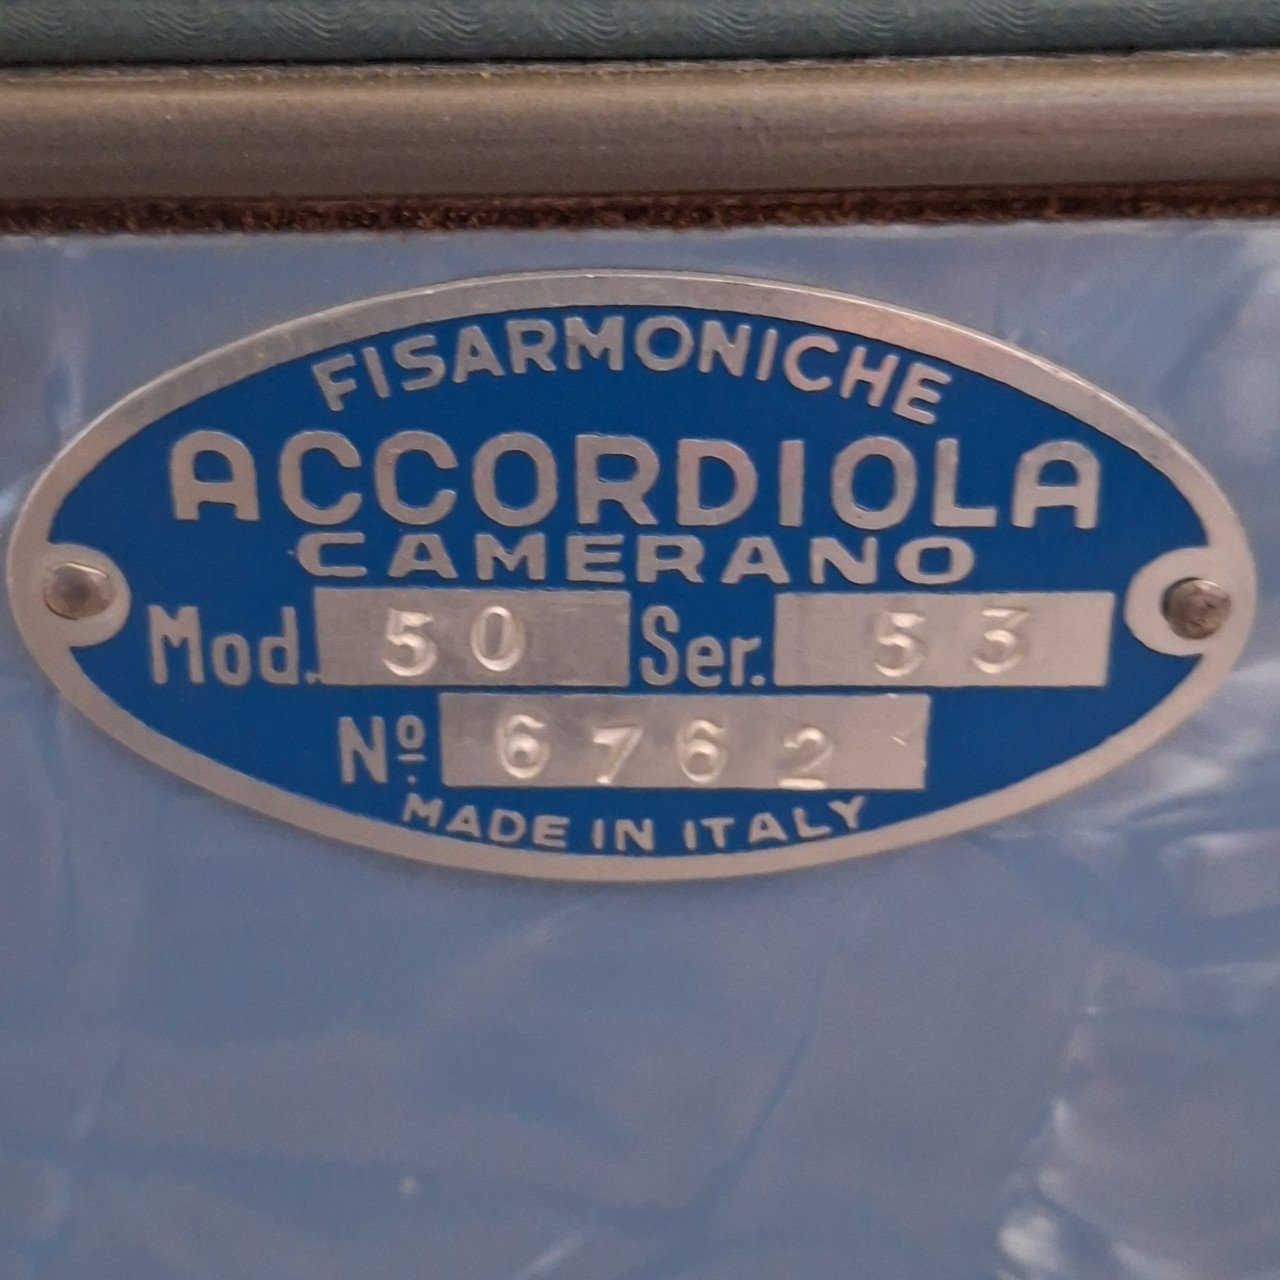 FISARMONICHE
ACCORDIOLA
CAMERANO
Mod. 50 Ser. 53
Nº 6762
MADE IN ITALY